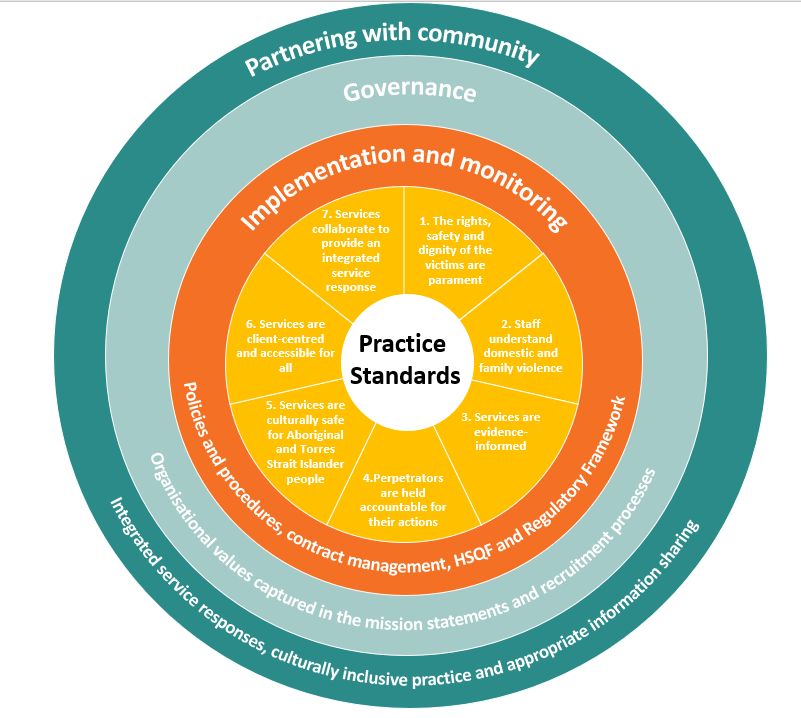 Partnering with community
Governance
Implementation and monitoring
7. Services
collaborate to
provide an
integrated
service
response
1. The rights,
safety and
dignity of the
victims are
parament
6. Services are
client-centred
and accessible for
all
Practice
Standards
2. Staff
understand
domestic and
family violence
5. Services are
culturally safe
for Aboriginal
and Torres
Strait Islander
people
3. Services are
evidence-
informed
4.Perpetrators
are held
accountable for
their actions
Policies and procedures, contract management, HSQF and Regulatory Framework
Organisational values captured in the mission statements and recruitment processes
Integrated service responses, culturally inclusive practice and appropriate information sharing